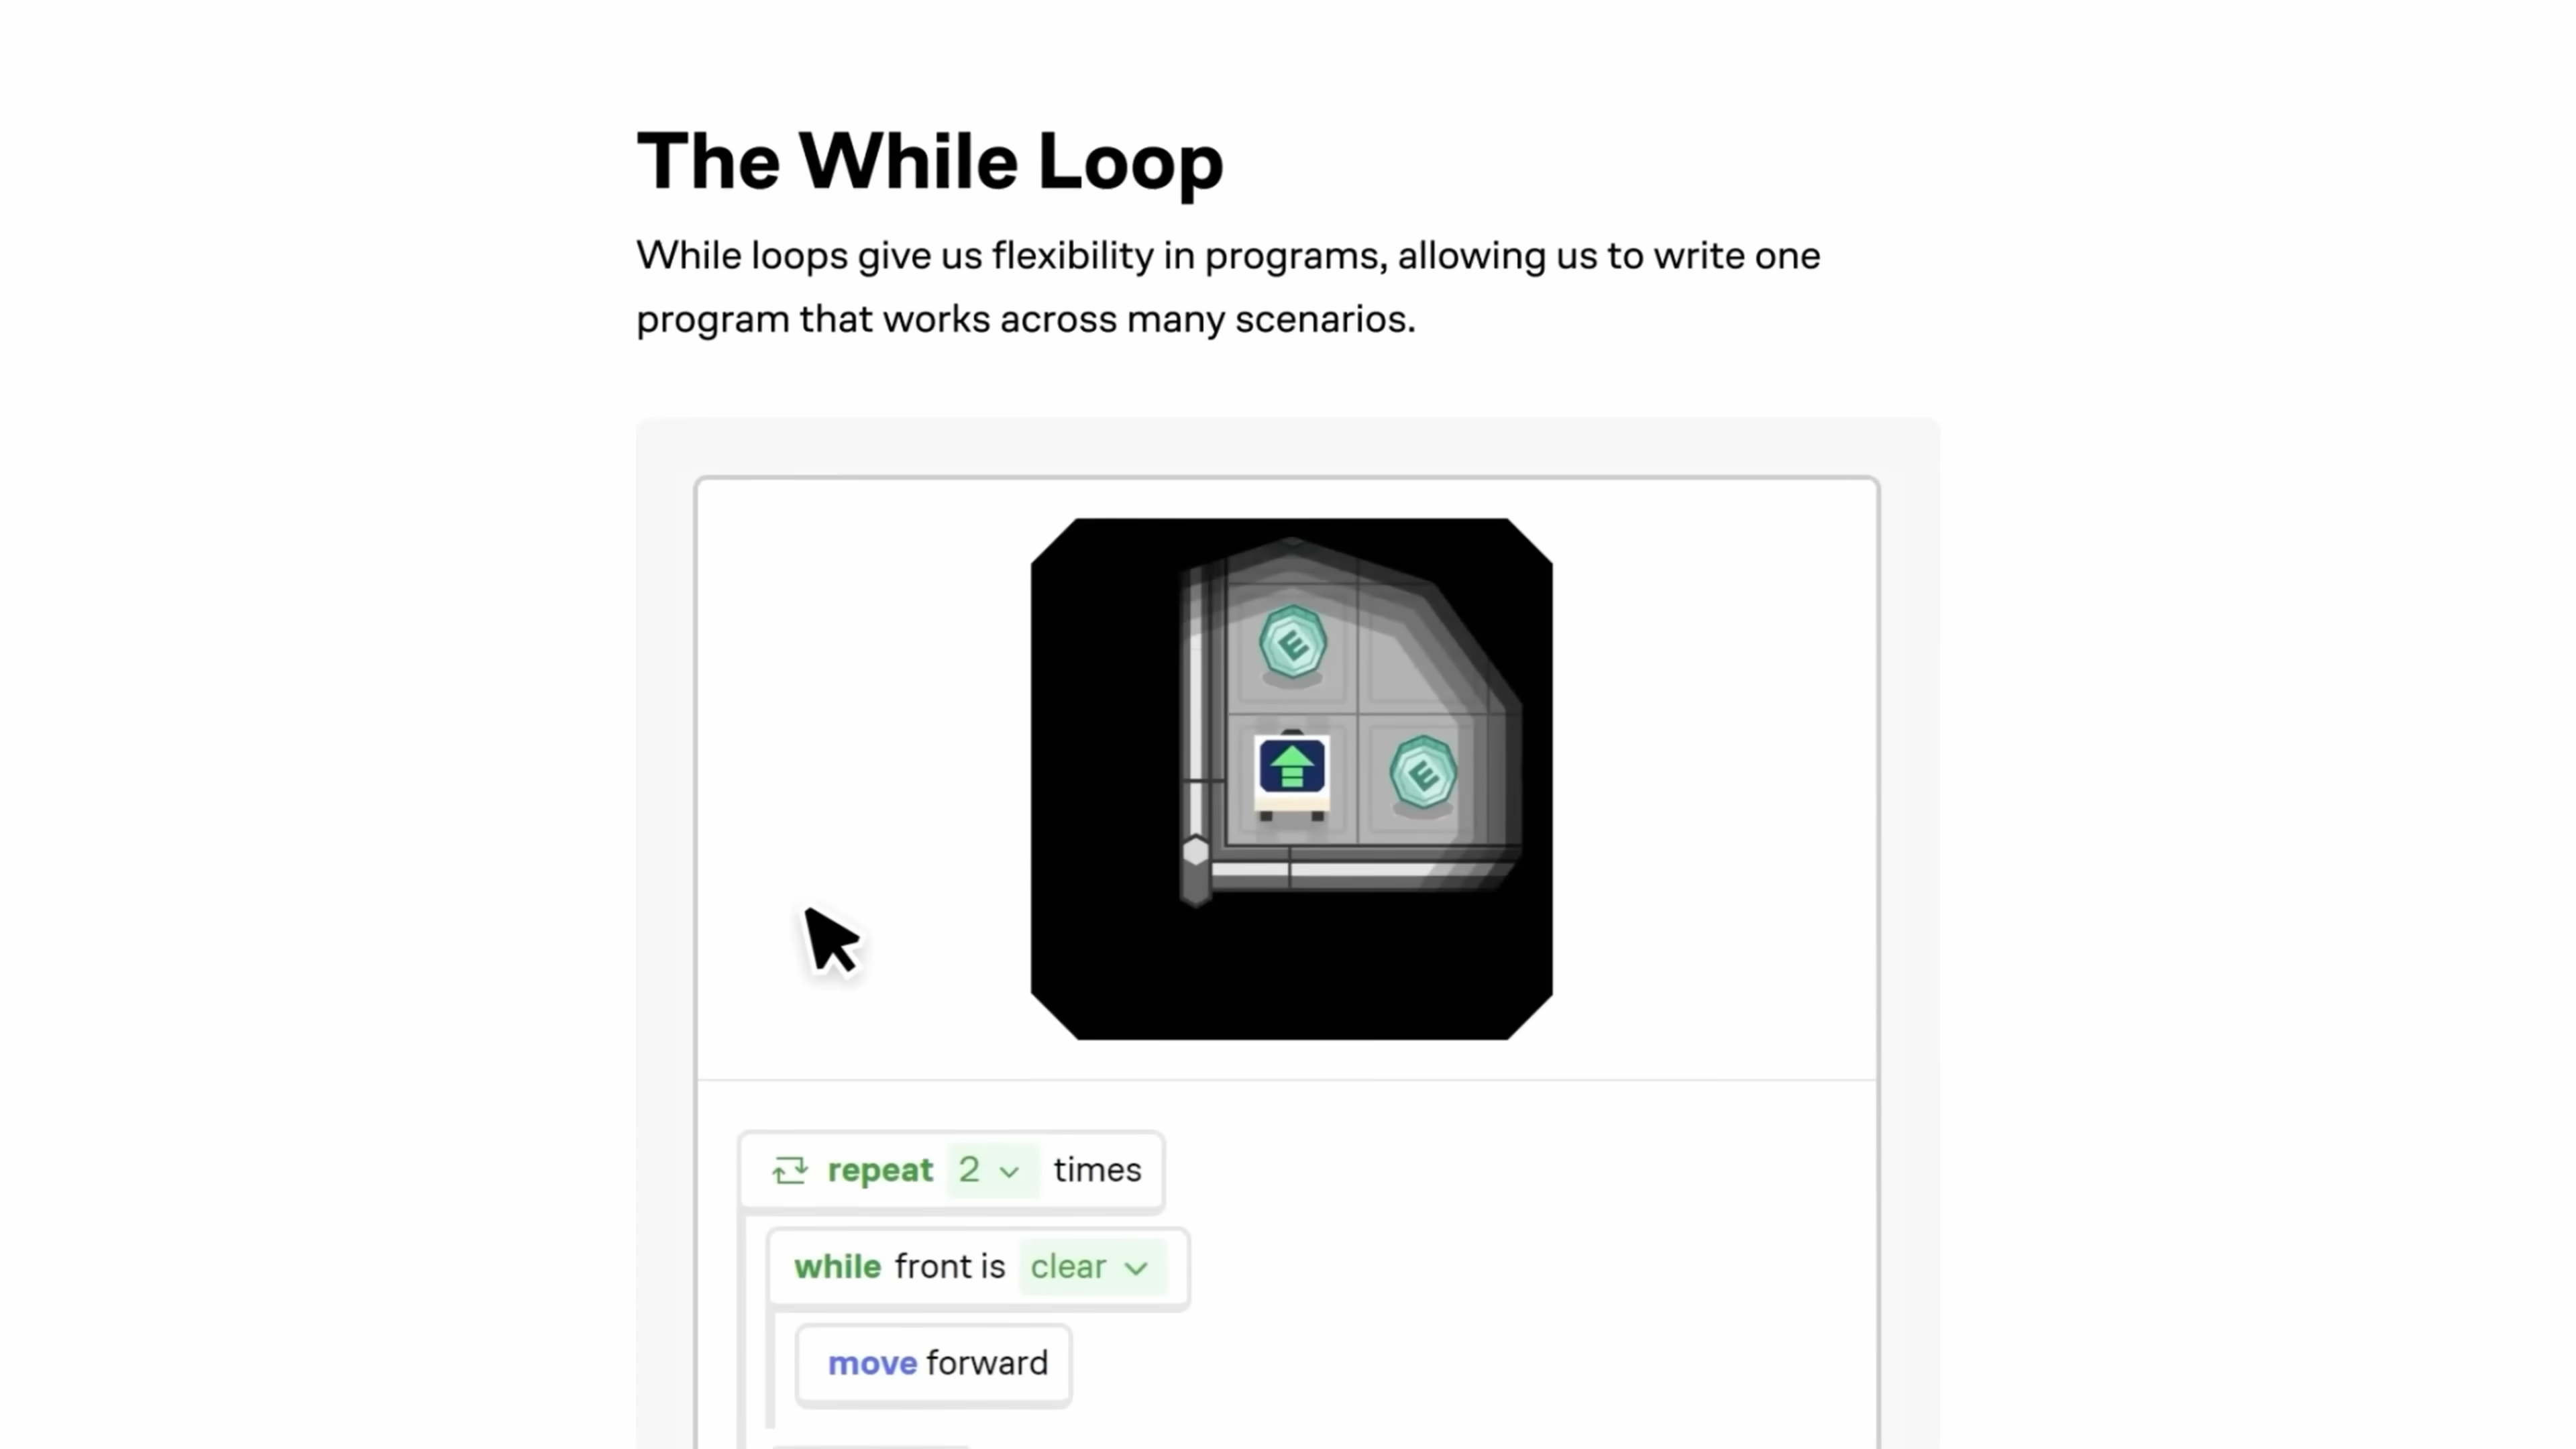 The While Loop
While loops give us flexibility in programs, allowing us to write one
program that works across many scenarios.
E
E
repeat 2 times
while front is clear
move forward